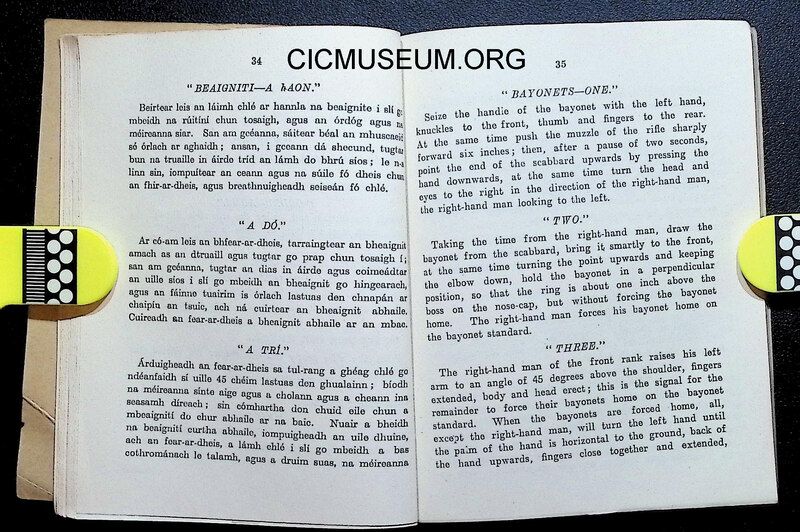 34
CICMUSEUM.ORG
"BEAIGNITI—A hAON."
Beirtear leis an láimh chlé ar hannla na beaignite i slí go
mbeidh na rúitíní chun tosaigh, agus an órdóg agus na
méireanna siar. San am gcéanna, sáitear béal an mhuscaeid
sé órlach ar aghaidh; ansan, i gceann dá shecund, tugtar
bun na truaille in áirde tríd an lámh do bhrú síos; le n-a
linn sin, iompuítear an ceann agus na súile fó dheis chun
an fhir-ar-dheis, agus breathnuigheann seiseán fó chlé.
"A DÓ."
Ar có-am leis an bhfear-ar-dheis, tarraingtear an bheaignit
amach as an dtruaill agus tugtar go prap chun tosaigh í;
san am gcéanna, tugtar an dias in áirde agus coimeádtar
an uille síos i slí go mbeidh an bheaignit go hingearach,
agus an fáinne tuairim is órlach lastuas den chnapán ar
chaipín an tsuic, ach ná cuirtear an bheaignit abhaile.
Cuireadh an fear-ar-dheis a bheaignit abhaile ar an mbac.
"A TRÍ."
Árduigheadh an fear-ar-dheis sa tul-rang a ghéag chlé go
ndéanfaidh sí uille 45 chéim lastuas don ghualainn; bíodh
na méireanna sínte aige agus a cholann agus a cheann ina
seasamh díreach; sin cómhartha don chuid eile chun a
mbeaignití do chur abhaile ar na baic. Nuair a bheidh
na beaignití curtha abhaile, iompuigheadh an uile dhuine,
ach an fear-ar-dheis, a lámh chlé i slí go mbeidh a bas
cothrománach le talamh, agus a druim suas, na méireanna
35
"BAYONETS—ONE."
Seize the handle of the bayonet with the left hand,
knuckles to the front, thumb and fingers to the rear.
At the same time push the muzzle of the rifle sharply
forward six inches; then, after a pause of two seconds,
point the end of the scabbard upwards by pressing the
hand downwards, at the same time turn the head and
eyes to the right in the direction of the right-hand man,
the right-hand man looking to the left.
"TWO."
Taking the time from the right-hand man, draw the
bayonet from the scabbard, bring it smartly to the front,
at the same time turning the point upwards and keeping
the elbow down, hold the bayonet in a perpendicular
position, so that the ring is about one inch above the
boss on the nose-cap, but without forcing the bayonet
home. The right-hand man forces his bayonet home on
the bayonet standard.
"THREE."
The right-hand man of the front rank raises his left
arm to an angle of 45 degrees above the shoulder, fingers
extended, body and head erect; this is the signal for the
remainder to force their bayonets home on the bayonet
standard. When the bayonets are forced home, all,
except the right-hand man, will turn the left hand until
the palm of the hand is horizontal to the ground, back of
the hand upwards, fingers close together and extended,